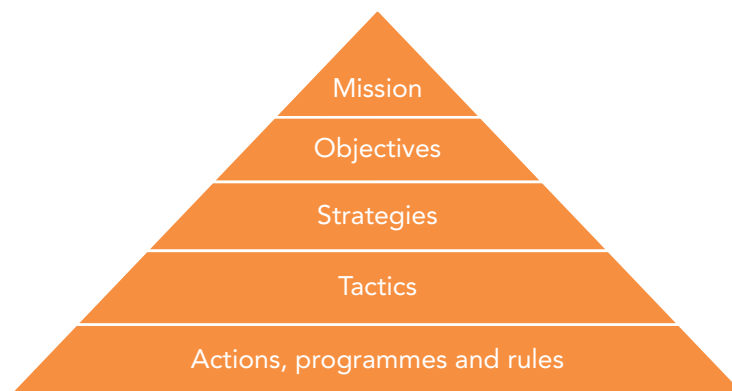 Mission
Objectives
Strategies
Tactics
Actions, programmes and rules